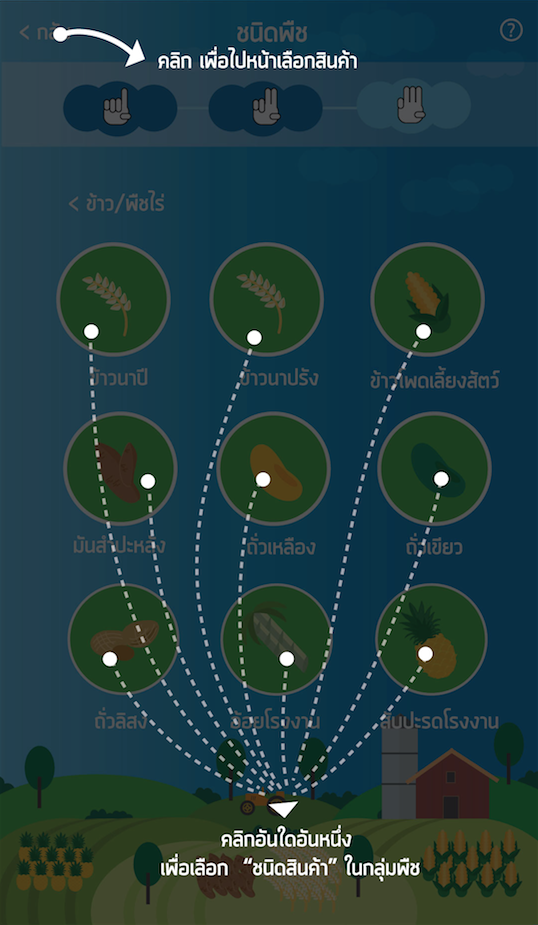 < กลับ
ชนิดพืช
?
คลิก เพื่อไปหน้าเลือกสินค้า
< ข้าว/พืชไร่
ข้าวนาปี
ข้าวนาปรัง
ข้าวโพดเลี้ยงสัตว์
มันสำปะหลัง
ถั่วเหลือง
ถั่วเขียว
ถั่วลิสง
อ้อยโรงงาน
สับปะรดโรงงาน
คลิกอันใดอันหนึ่ง
เพื่อเลือก “ชนิดสินค้า” ในกลุ่มพืช